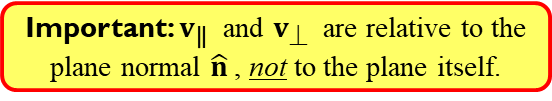 Important: v∥ and v⊥ are relative to the
plane normal n̂ , not to the plane itself.